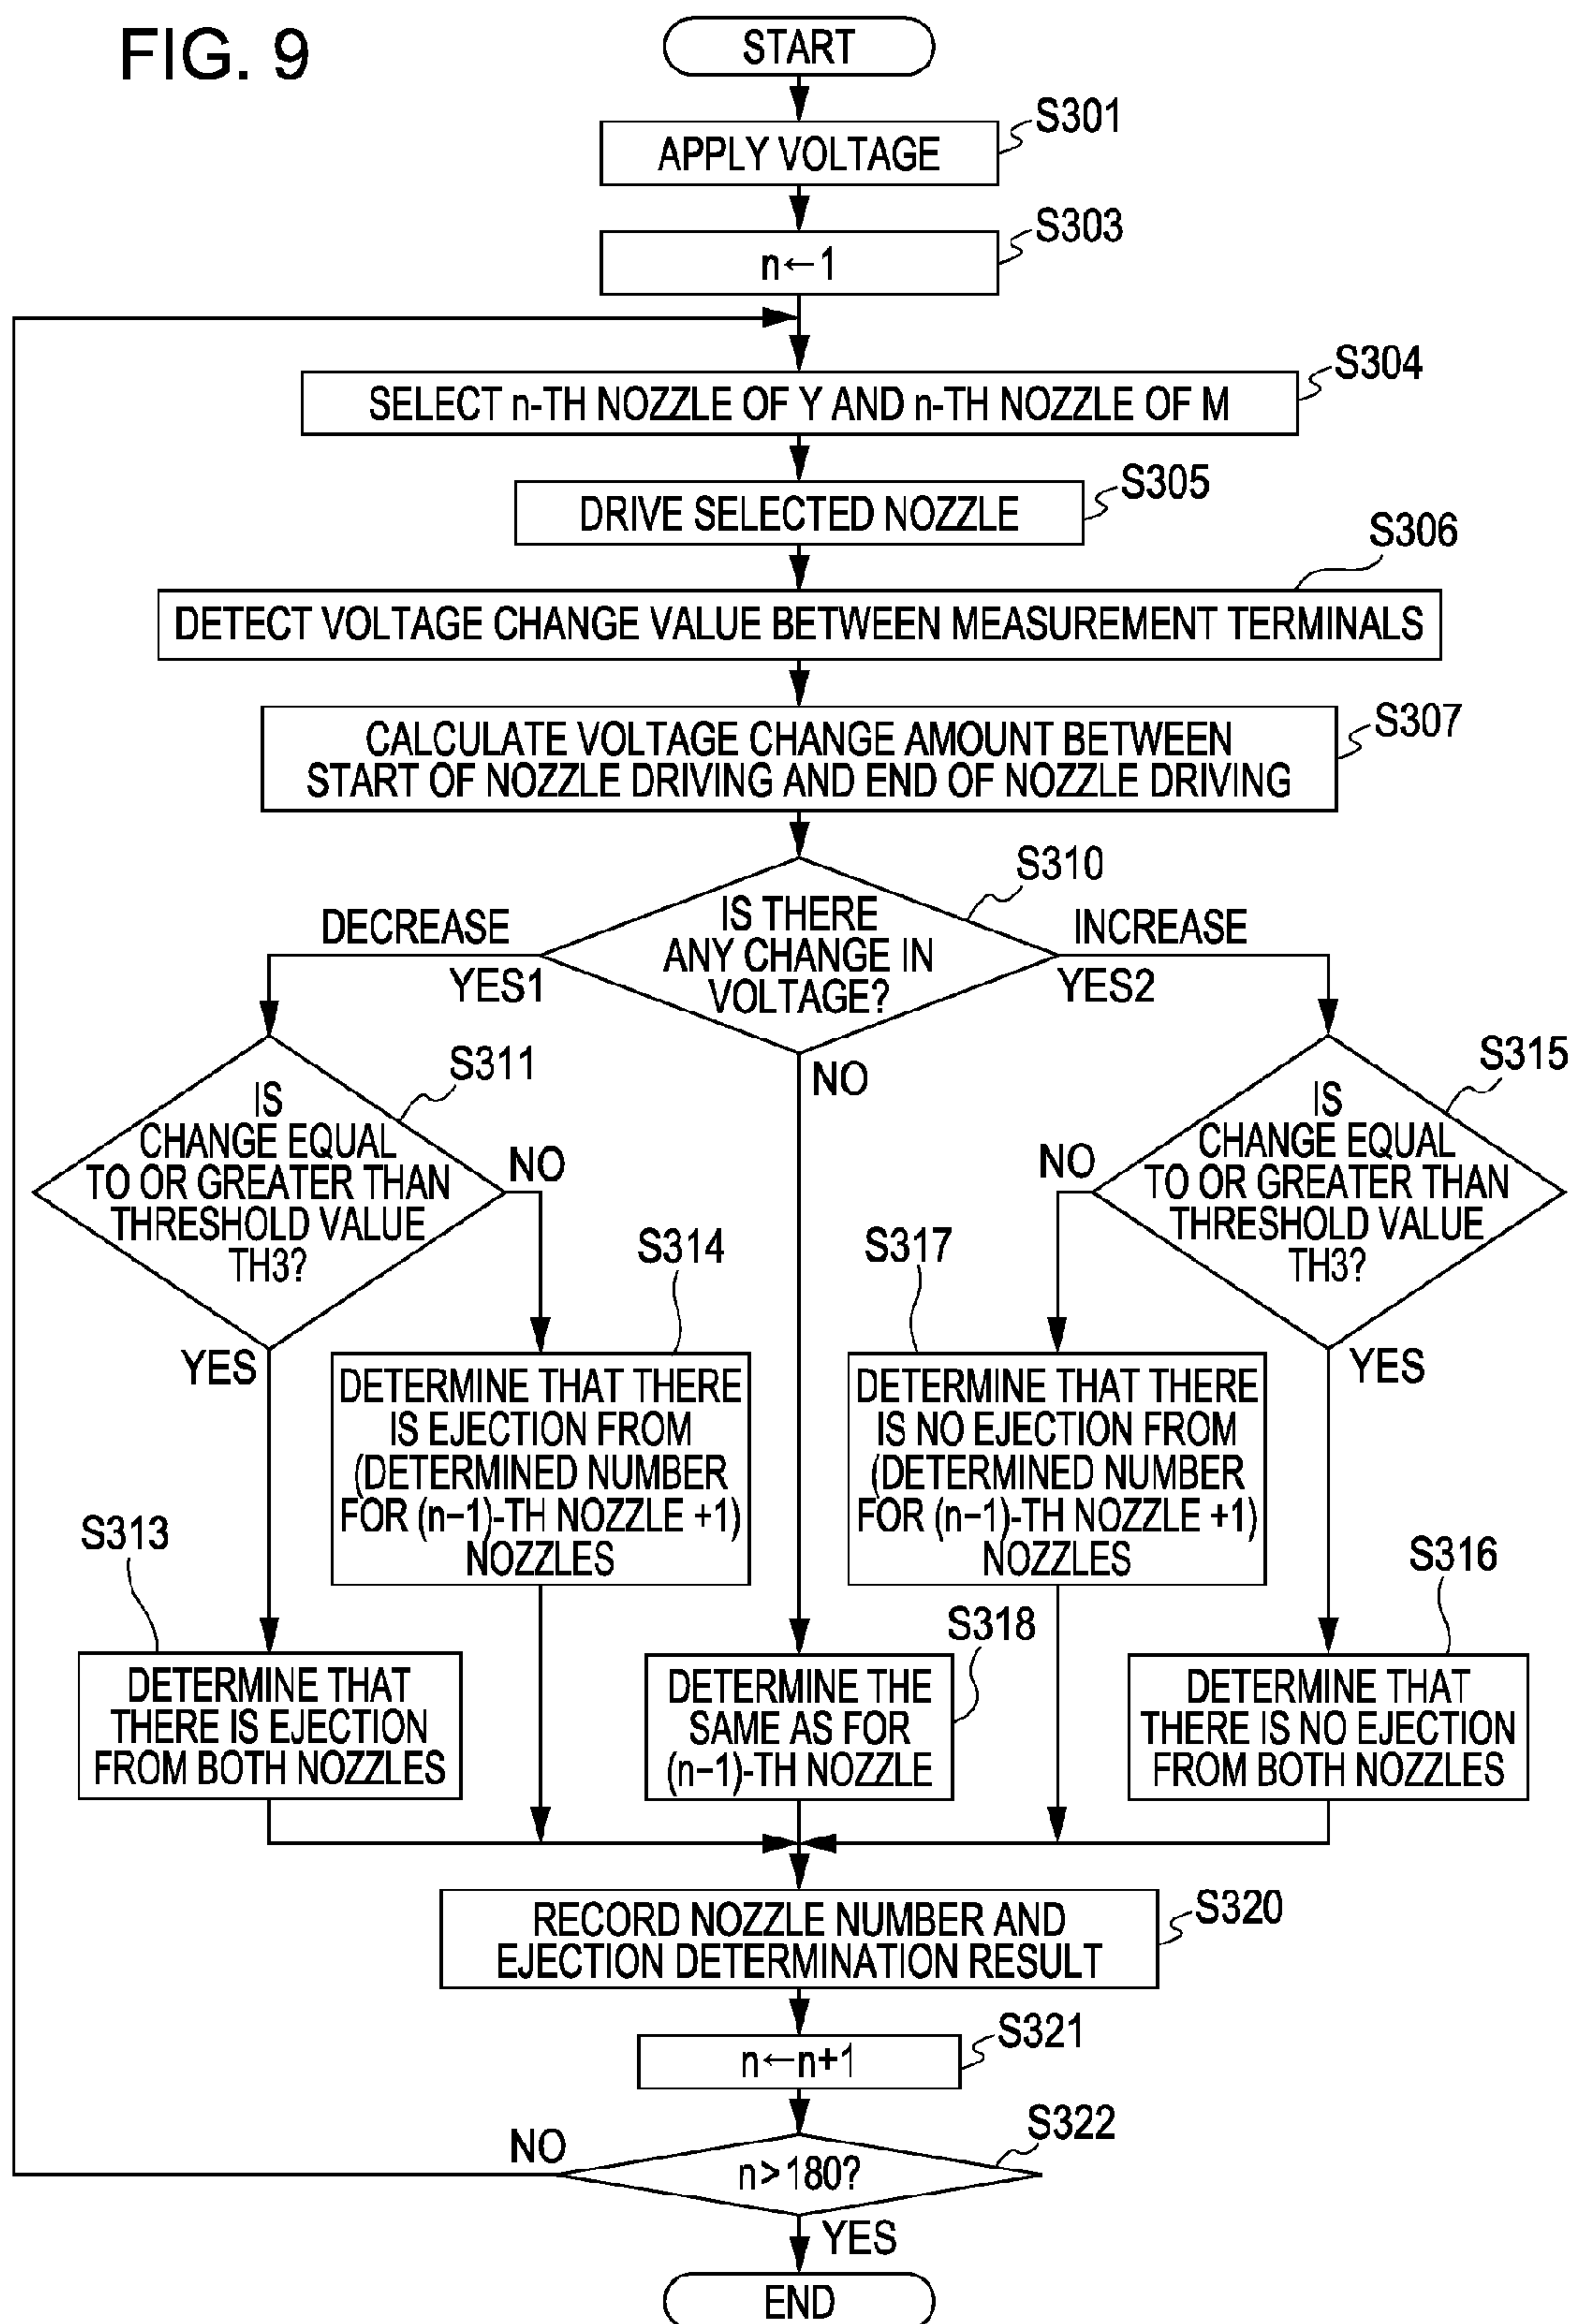 FIG. 9
START
S301
APPLY VOLTAGE
S303
n←1
S304
SELECT n-TH NOZZLE OF Y AND n-TH NOZZLE OF M
S305
DRIVE SELECTED NOZZLE
S306
DETECT VOLTAGE CHANGE VALUE BETWEEN MEASUREMENT TERMINALS
S307
CALCULATE VOLTAGE CHANGE AMOUNT BETWEEN
START OF NOZZLE DRIVING AND END OF NOZZLE DRIVING
S310
IS THERE
ANY CHANGE IN
VOLTAGE?
DECREASE
YES1
INCREASE
YES2
NO
S311
IS
CHANGE EQUAL
TO OR GREATER THAN
THRESHOLD VALUE
TH3?
NO
YES
S315
IS
CHANGE EQUAL
TO OR GREATER THAN
THRESHOLD VALUE
TH3?
NO
YES
S314
DETERMINE THAT THERE
IS EJECTION FROM
(DETERMINED NUMBER
FOR (n−1)-TH NOZZLE +1)
NOZZLES
S317
DETERMINE THAT THERE
IS NO EJECTION FROM
(DETERMINED NUMBER
FOR (n−1)-TH NOZZLE +1)
NOZZLES
S313
DETERMINE THAT
THERE IS EJECTION
FROM BOTH NOZZLES
S318
DETERMINE THE
SAME AS FOR
(n−1)-TH NOZZLE
S316
DETERMINE THAT
THERE IS NO EJECTION
FROM BOTH NOZZLES
S320
RECORD NOZZLE NUMBER AND
EJECTION DETERMINATION RESULT
S321
n←n+1
S322
n>180?
NO
YES
END